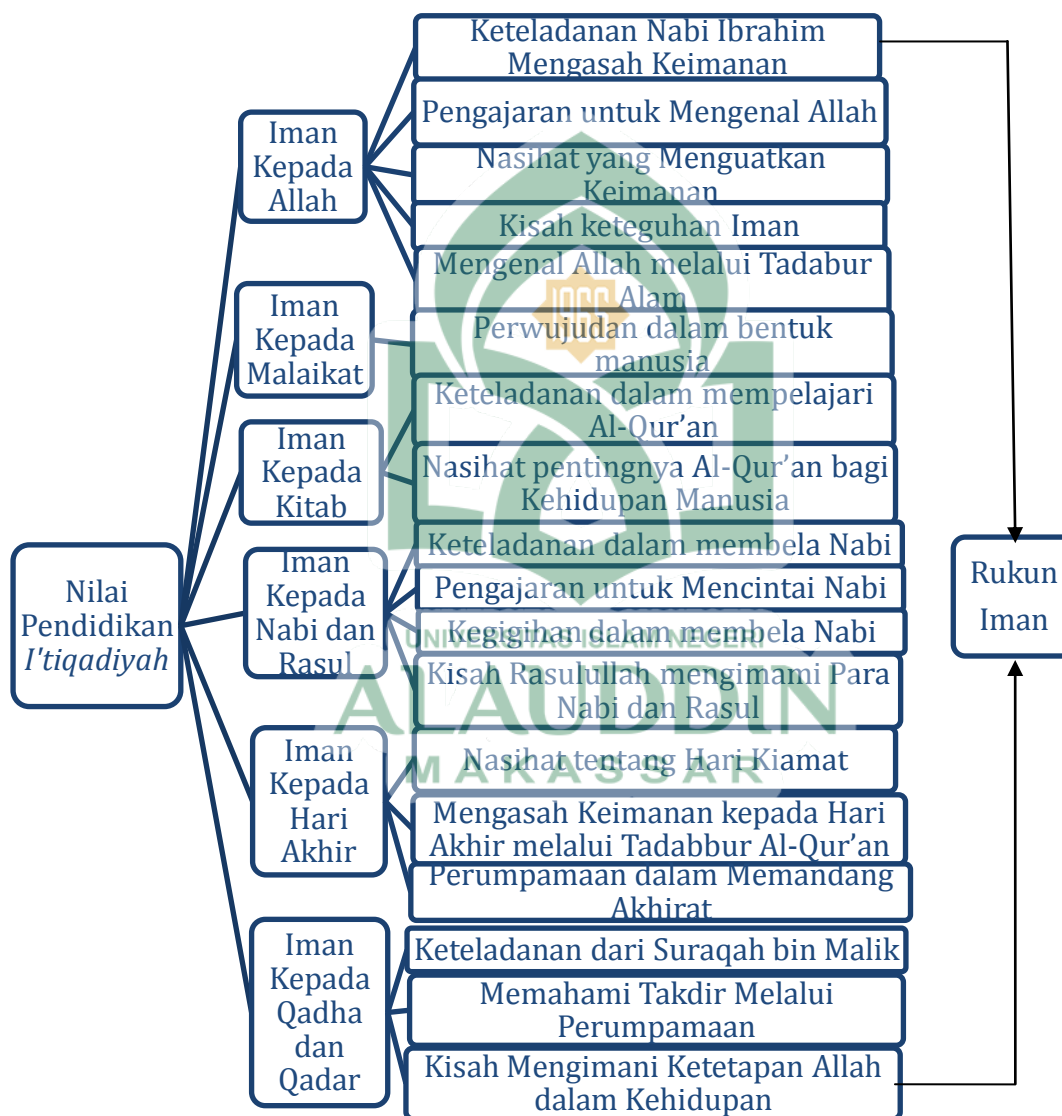 Nilai
Pendidikan
I'tiqadiyah
Iman
Kepada
Allah
Keteladanan Nabi Ibrahim
Mengasah Keimanan
Pengajaran untuk Mengenal Allah
Nasihat yang Menguatkan
Keimanan
Kisah keteguhan Iman
Mengenal Allah melalui Tadabur
Alam
Iman
Kepada
Malaikat
Perwujudan dalam bentuk
manusia
Iman
Kepada
Kitab
Keteladanan dalam mempelajari
Al-Qur’an
Nasihat pentingnya Al-Qur’an bagi
Kehidupan Manusia
Iman
Kepada
Nabi dan
Rasul
Keteladanan dalam membela Nabi
Pengajaran untuk Mencintai Nabi
Kegigihan dalam membela Nabi
Kisah Rasulullah mengimami Para
Nabi dan Rasul
Iman
Kepada
Hari
Akhir
Nasihat tentang Hari Kiamat
Mengasah Keimanan kepada Hari
Akhir melalui Tadabbur Al-Qur’an
Perumpamaan dalam Memandang
Akhirat
Iman
Kepada
Qadha
dan
Qadar
Keteladanan dari Suraqah bin Malik
Memahami Takdir Melalui
Perumpamaan
Kisah Mengimani Ketetapan Allah
dalam Kehidupan
Rukun
Iman
1965
UNIVERSITAS ISLAM NEGERI
ALAUDDIN
MAKASSAR